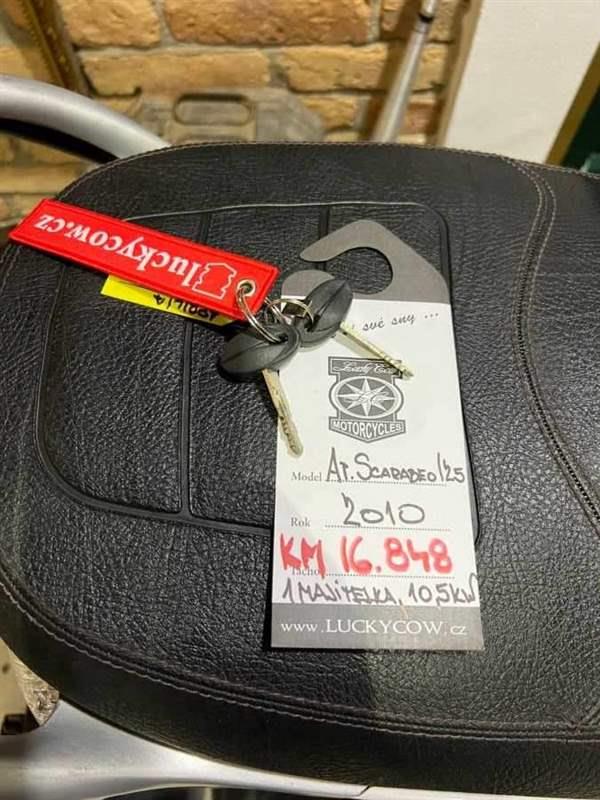 luckycow.cz
své sny ...
Lucky Cow
MOTORCYCLES
Model Ap. SCARABEO 125
Rok 2010
Tacho KM 16.848
1 MAJITELKA, 10,5kW
www.LUCKYCOW.cz